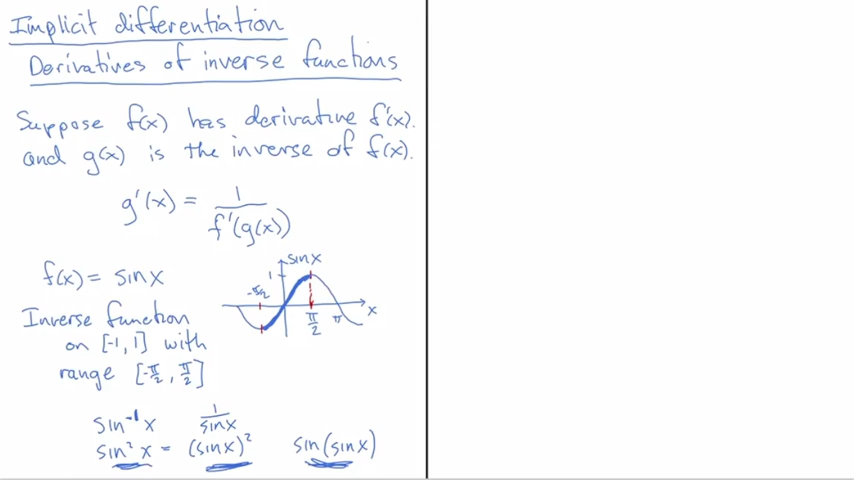 Implicit differentiation
Derivatives of inverse functions
Suppose f(x) has derivative f'(x).
and g(x) is the inverse of f(x).
g'(x) = 1/f'(g(x))
f(x) = sin x
sin x
1
-π/2
π/2
π
x
Inverse function
on [-1, 1] with
range [-π/2, π/2]
sin⁻¹ x 1/sin x
sin² x = (sin x)² sin(sin x)